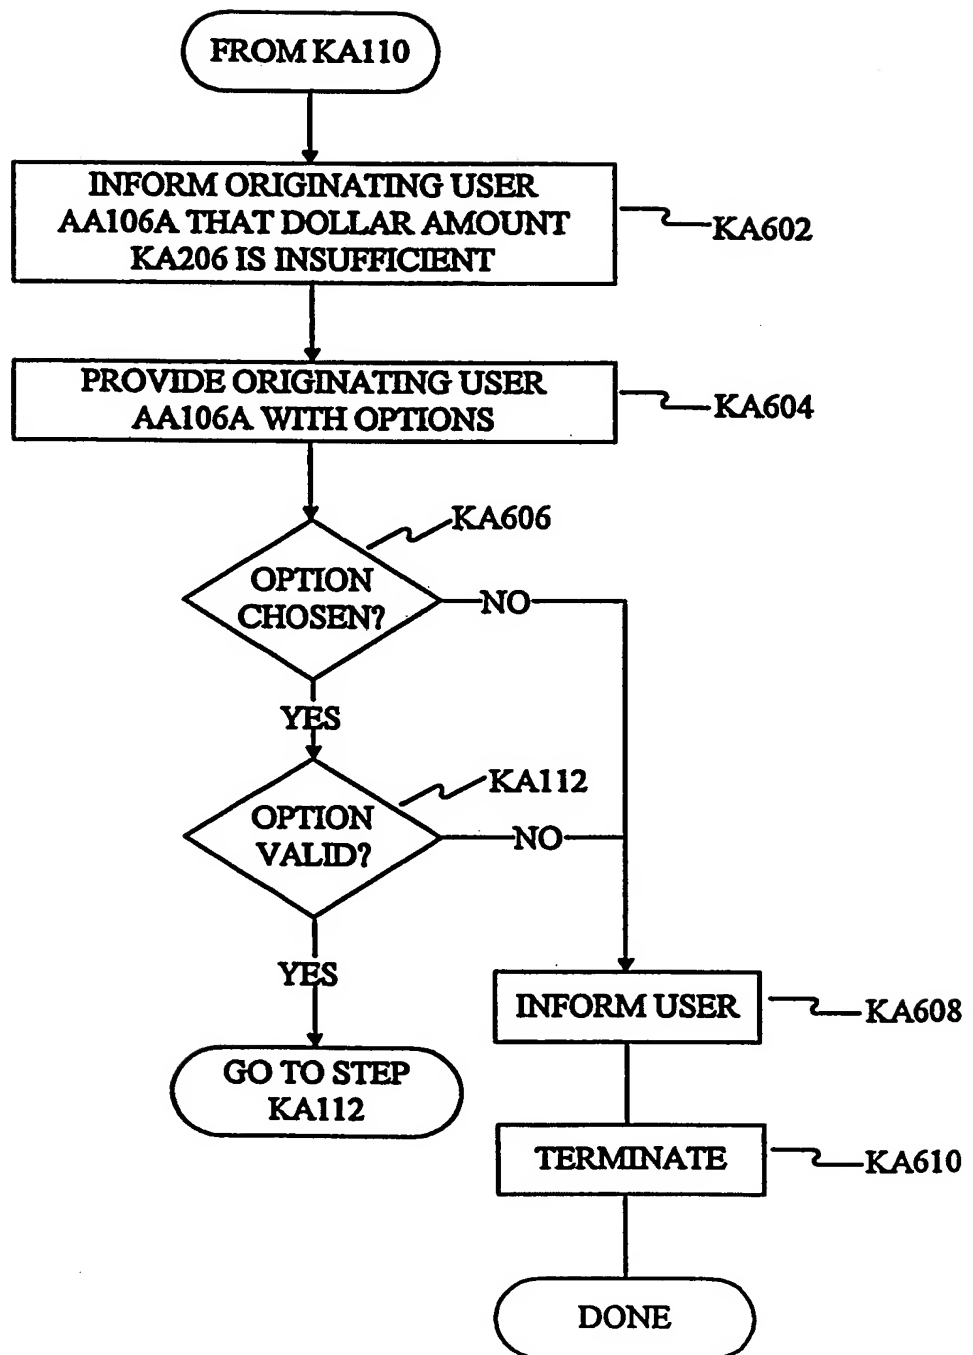 FROM KA110
INFORM ORIGINATING USER
AA106A THAT DOLLAR AMOUNT
KA206 IS INSUFFICIENT
KA602
PROVIDE ORIGINATING USER
AA106A WITH OPTIONS
KA604
KA606
OPTION
CHOSEN?
NO
YES
KA112
OPTION
VALID?
NO
YES
GO TO STEP
KA112
INFORM USER
KA608
TERMINATE
KA610
DONE